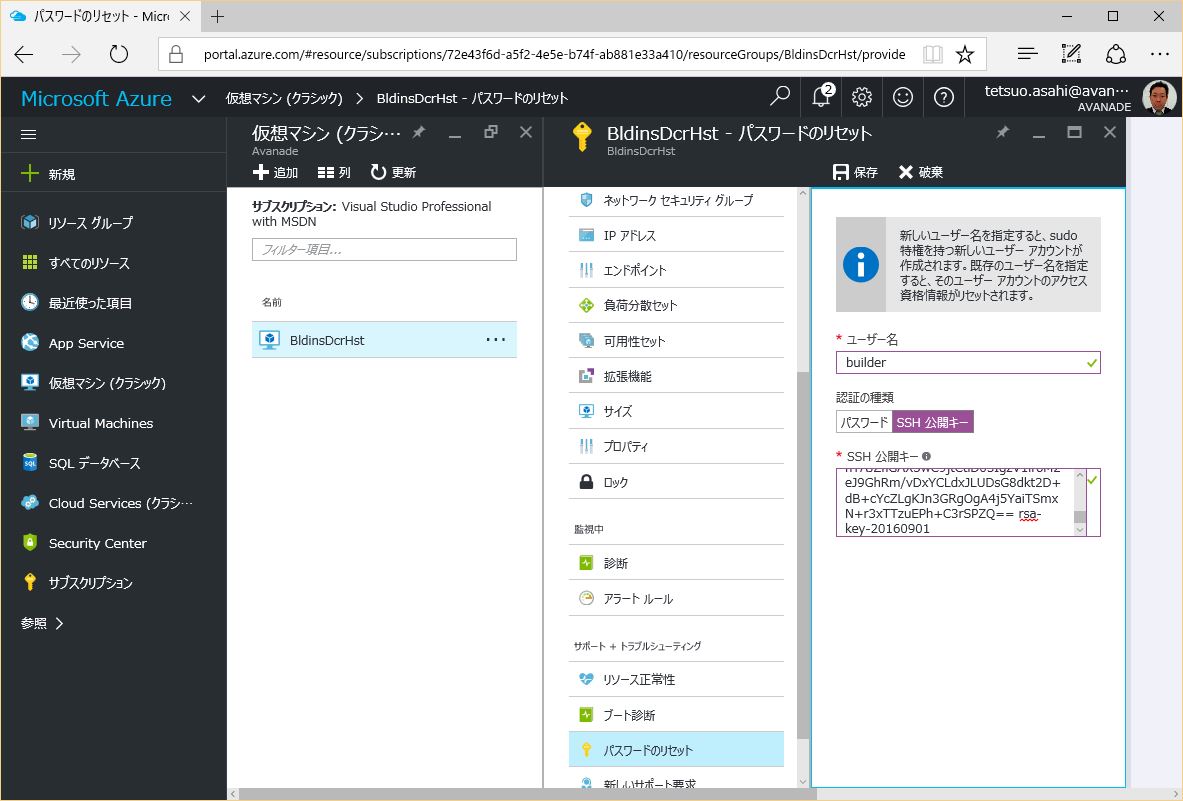 パスワードのリセット - Micr
portal.azure.com/#resource/subscriptions/72e43f6d-a5f2-4e5e-b74f-ab881e33a410/resourceGroups/BldinsDcrHst/provide
Microsoft Azure
仮想マシン (クラシック)
BldinsDcrHst - パスワードのリセット
2
tetsuo.asahi@avan···
AVANADE
新規
リソース グループ
すべてのリソース
最近使った項目
App Service
仮想マシン (クラシック)
Virtual Machines
SQL データベース
Cloud Services (クラシ···
Security Center
サブスクリプション
参照
仮想マシン (クラシ···
Avanade
追加
列
更新
サブスクリプション: Visual Studio Professional
with MSDN
フィルター項目...
名前
BldinsDcrHst
BldinsDcrHst - パスワードのリセット
BldinsDcrHst
保存
破棄
ネットワーク セキュリティ グループ
IP アドレス
エンドポイント
負荷分散セット
可用性セット
拡張機能
サイズ
プロパティ
ロック
監視中
診断
アラート ルール
サポート + トラブルシューティング
リソース正常性
ブート診断
パスワードのリセット
新しいサポート要求
新しいユーザー名を指定すると、sudo
特権を持つ新しいユーザー アカウントが
作成されます。既存のユーザー名を指定
すると、そのユーザー アカウントのアクセス
資格情報がリセットされます。
* ユーザー名
builder
認証の種類
パスワード
SSH 公開キー
* SSH 公開キー
eJ9GhRm/vDxYCLdxJLUDsG8dkt2D+
dB+cYcZLgKJn3GRgOgA4j5YaiTSmx
N+r3xTTzuEPh+C3rSPZQ== rsa-
key-20160901